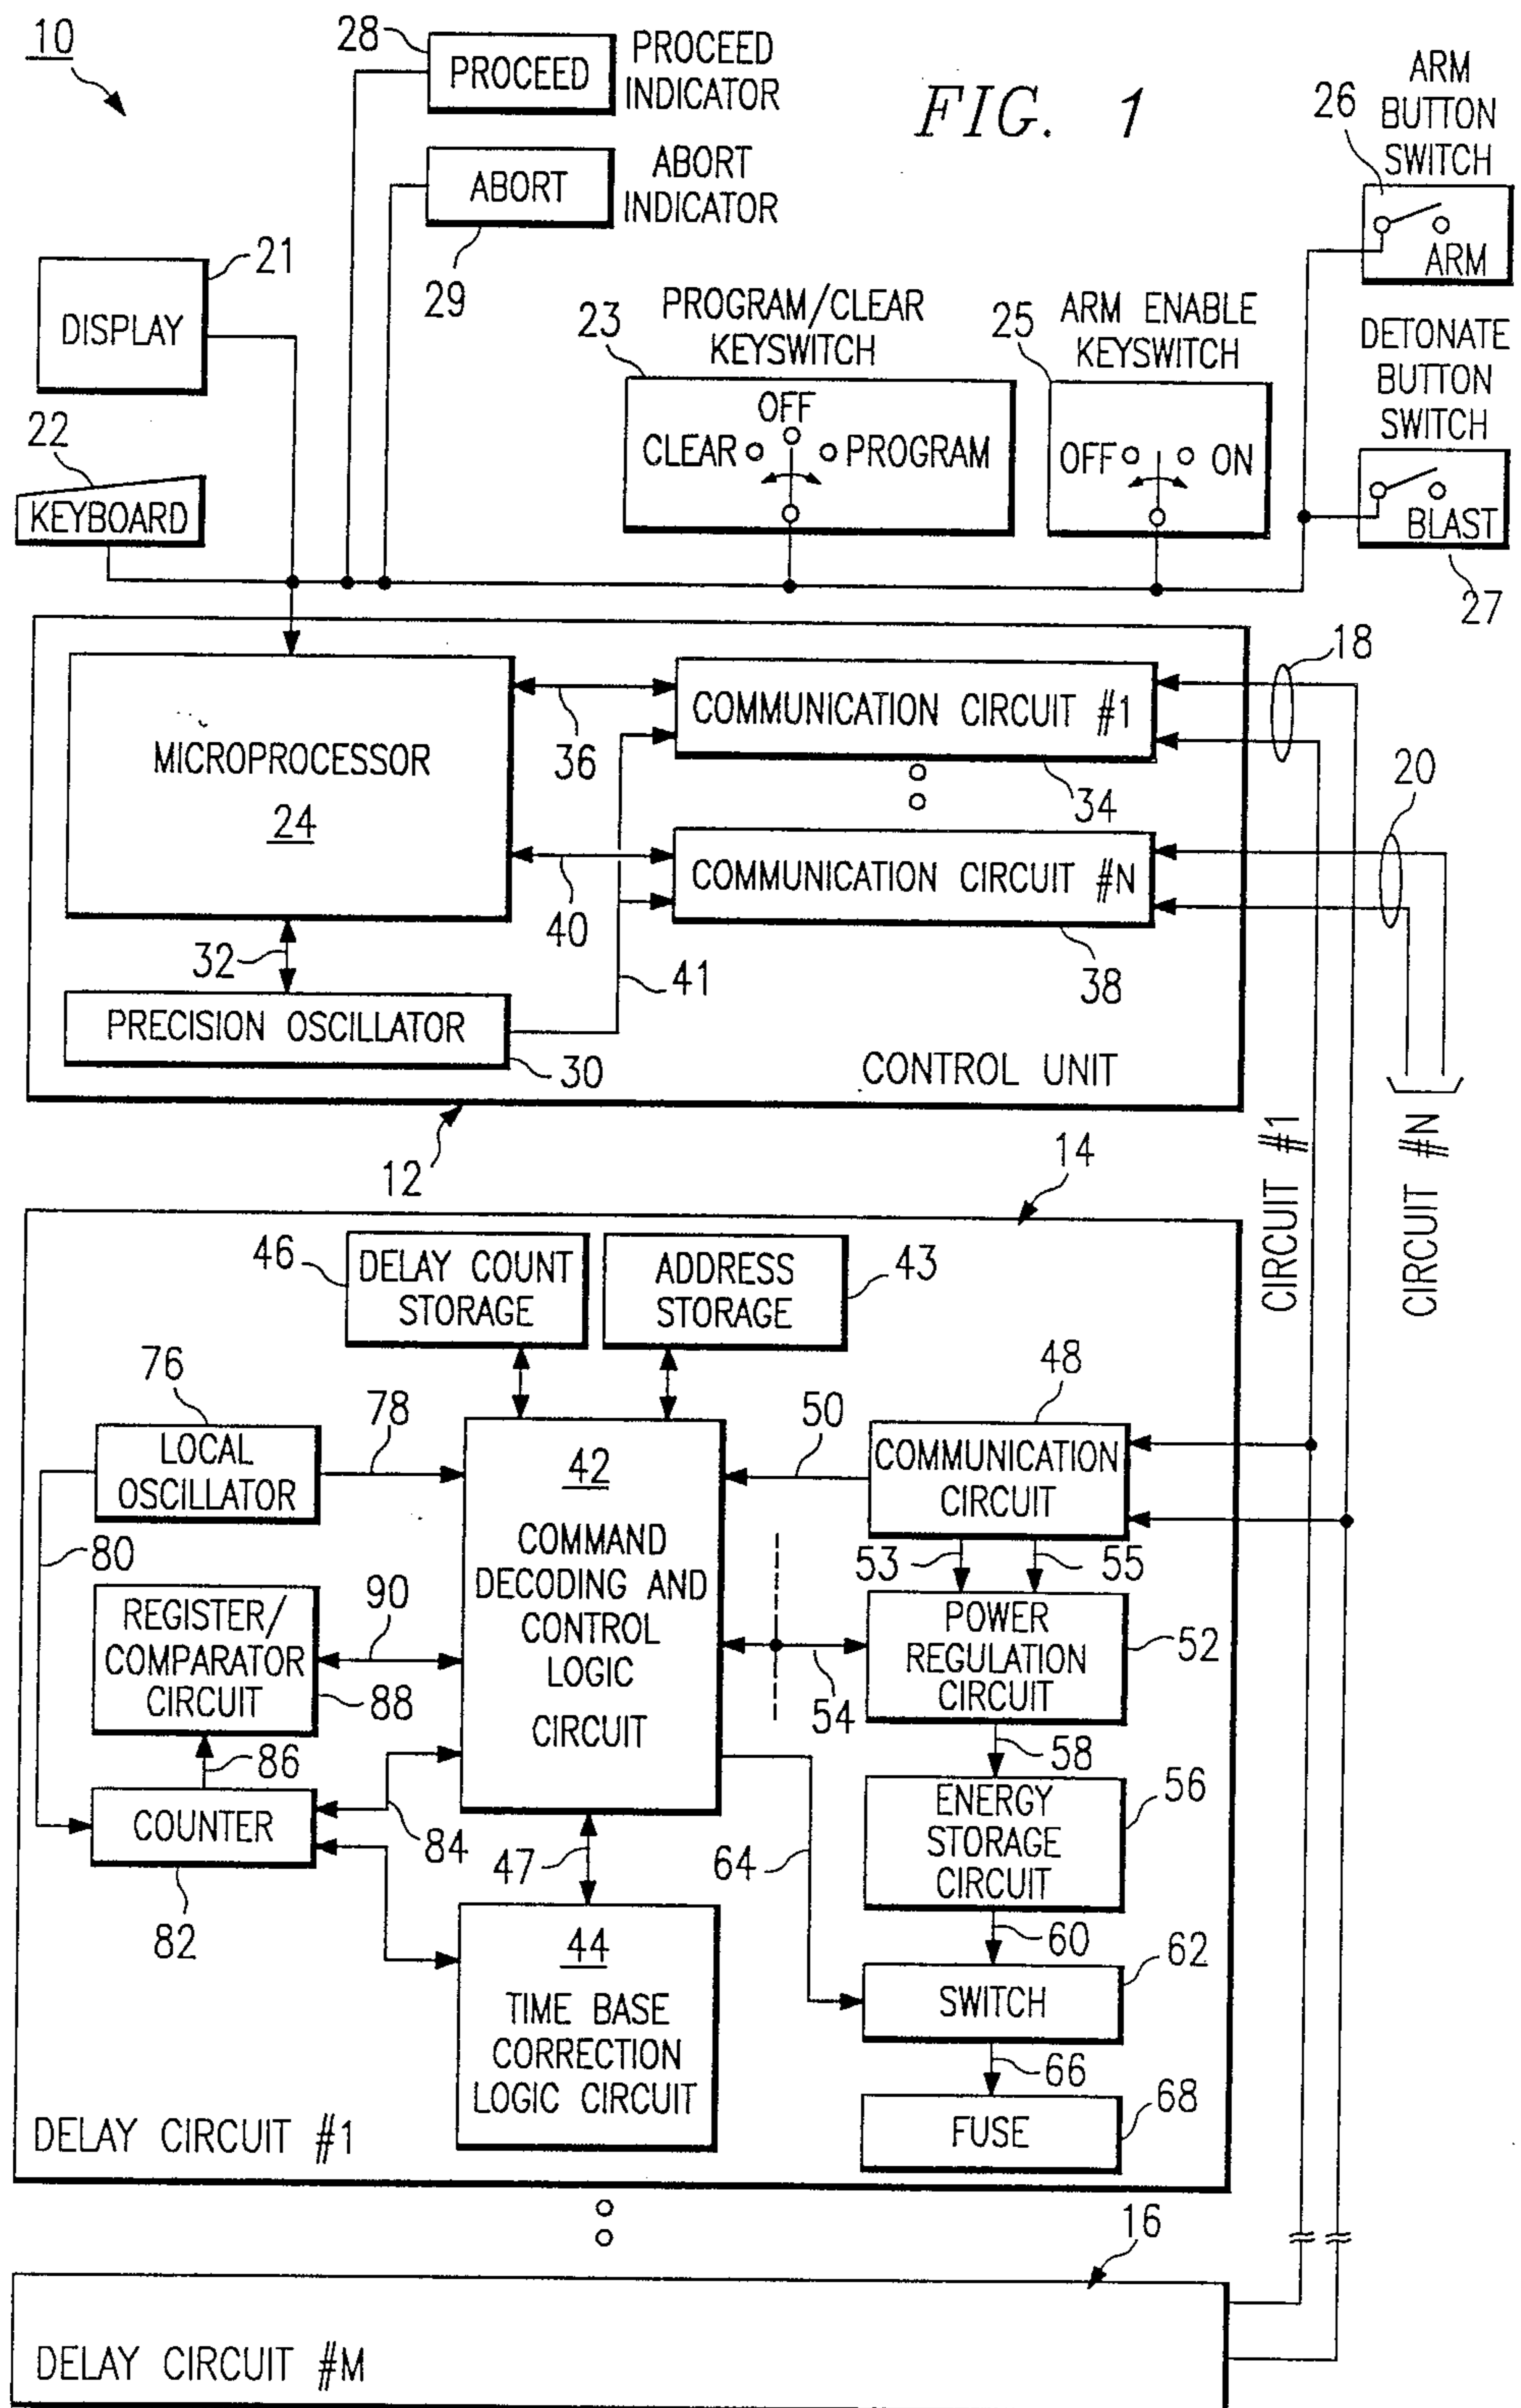 10
28
PROCEED
PROCEED
INDICATOR
FIG. 1
ABORT
ABORT
INDICATOR
29
26
ARM
BUTTON
SWITCH
ARM
21
DISPLAY
22
KEYBOARD
23
PROGRAM/CLEAR
KEYSWITCH
OFF
CLEAR
PROGRAM
25
ARM ENABLE
KEYSWITCH
OFF
ON
DETONATE
BUTTON
SWITCH
BLAST
27
MICROPROCESSOR
24
36
COMMUNICATION CIRCUIT #1
34
18
40
COMMUNICATION CIRCUIT #N
38
20
32
41
PRECISION OSCILLATOR
30
CONTROL UNIT
12
CIRCUIT #1
CIRCUIT #N
14
46
DELAY COUNT
STORAGE
ADDRESS
STORAGE
43
76
LOCAL
OSCILLATOR
78
42
COMMAND
DECODING AND
CONTROL
LOGIC
CIRCUIT
50
48
COMMUNICATION
CIRCUIT
80
53
55
REGISTER/
COMPARATOR
CIRCUIT
90
88
POWER
REGULATION
CIRCUIT
52
54
58
86
COUNTER
82
84
47
64
ENERGY
STORAGE
CIRCUIT
56
60
44
TIME BASE
CORRECTION
LOGIC CIRCUIT
SWITCH
62
66
FUSE
68
DELAY CIRCUIT #1
16
DELAY CIRCUIT #M